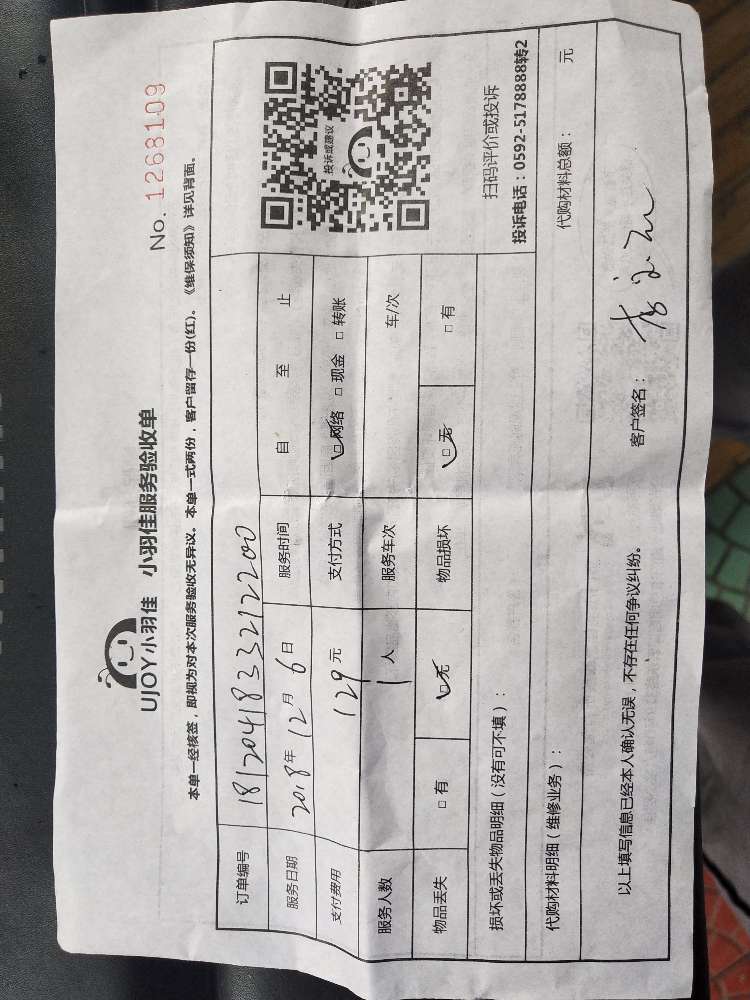 UJOY小羽佳 小羽佳服务验收单
No. 1268109
本单一经核签，即视为对本次服务验收无异议。本单一式两份，客户留存一份(红)。《维保须知》详见背面。
订单编号 1812041833212200
服务日期 2018年 12月 6日 服务时间 自 至 止
支付费用 129元 支付方式 □网络 □现金 □转账
服务人数 1人 服务车次 车/次
物品丢失 □有 □无 物品损坏 □无 □有
投诉或建议
扫码评价或投诉
投诉电话：0592-5178888转2
损坏或丢失物品明细（没有可不填）：
代购材料明细（维修业务）： 代购材料总额： 元
以上填写信息已经本人确认无误，不存在任何争议纠纷。 客户签名：